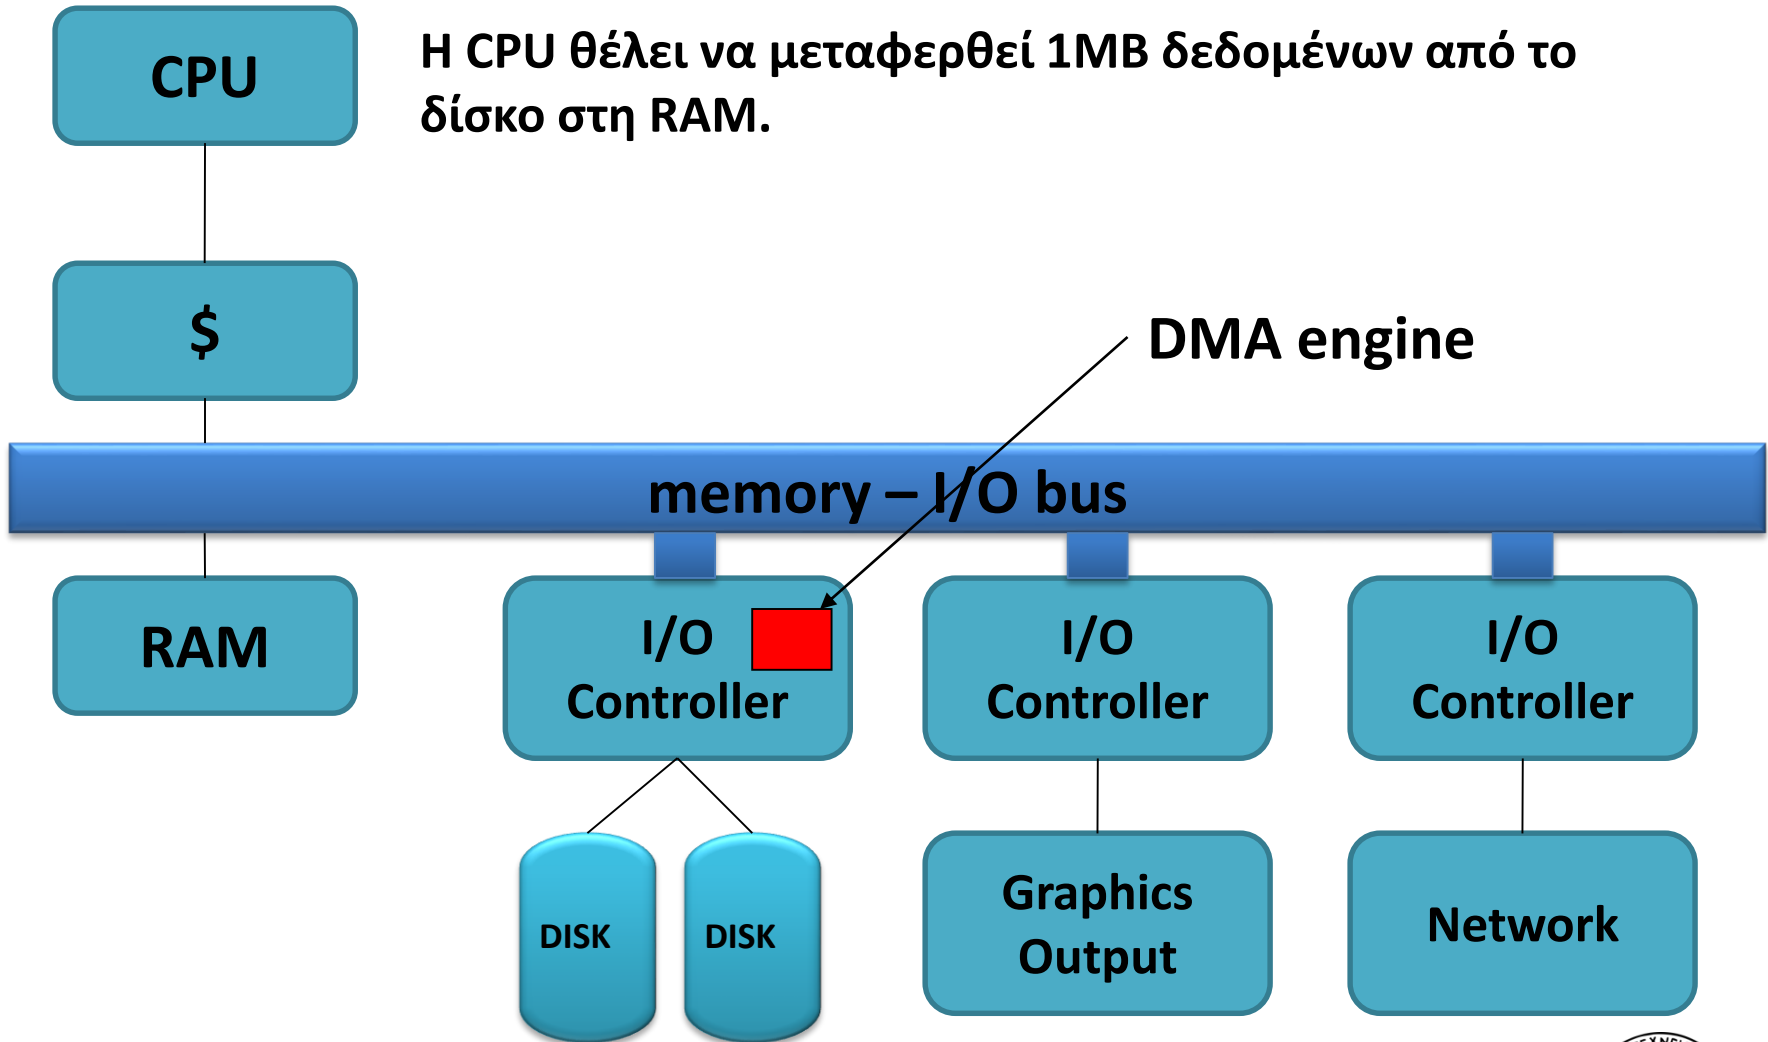 CPU
Η CPU θέλει να μεταφερθεί 1MB δεδομένων από το
δίσκο στη RAM.
$
DMA engine
memory – I/O bus
RAM
I/O
Controller
I/O
Controller
I/O
Controller
DISK
DISK
Graphics
Output
Network